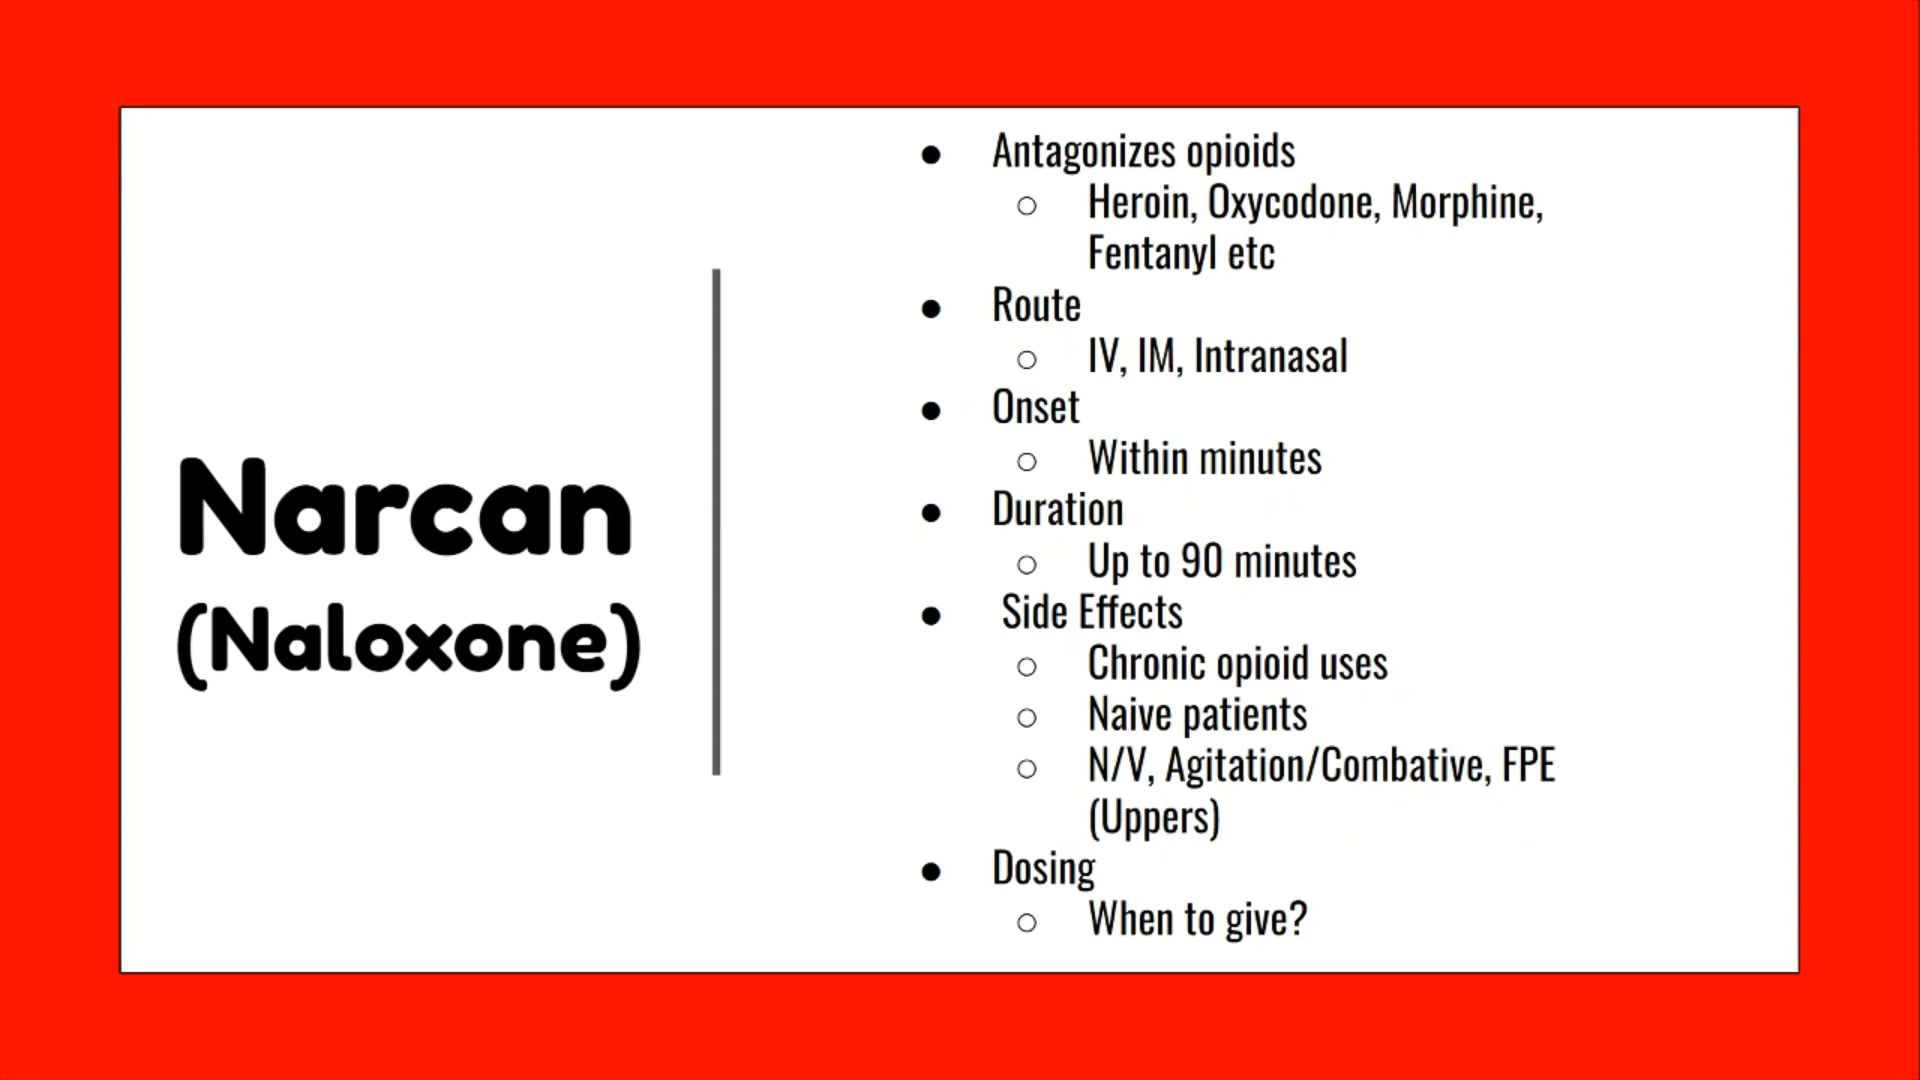 Narcan
(Naloxone)
● Antagonizes opioids
○ Heroin, Oxycodone, Morphine,
Fentanyl etc
● Route
○ IV, IM, Intranasal
● Onset
○ Within minutes
● Duration
○ Up to 90 minutes
● Side Effects
○ Chronic opioid uses
○ Naive patients
○ N/V, Agitation/Combative, FPE
(Uppers)
● Dosing
○ When to give?